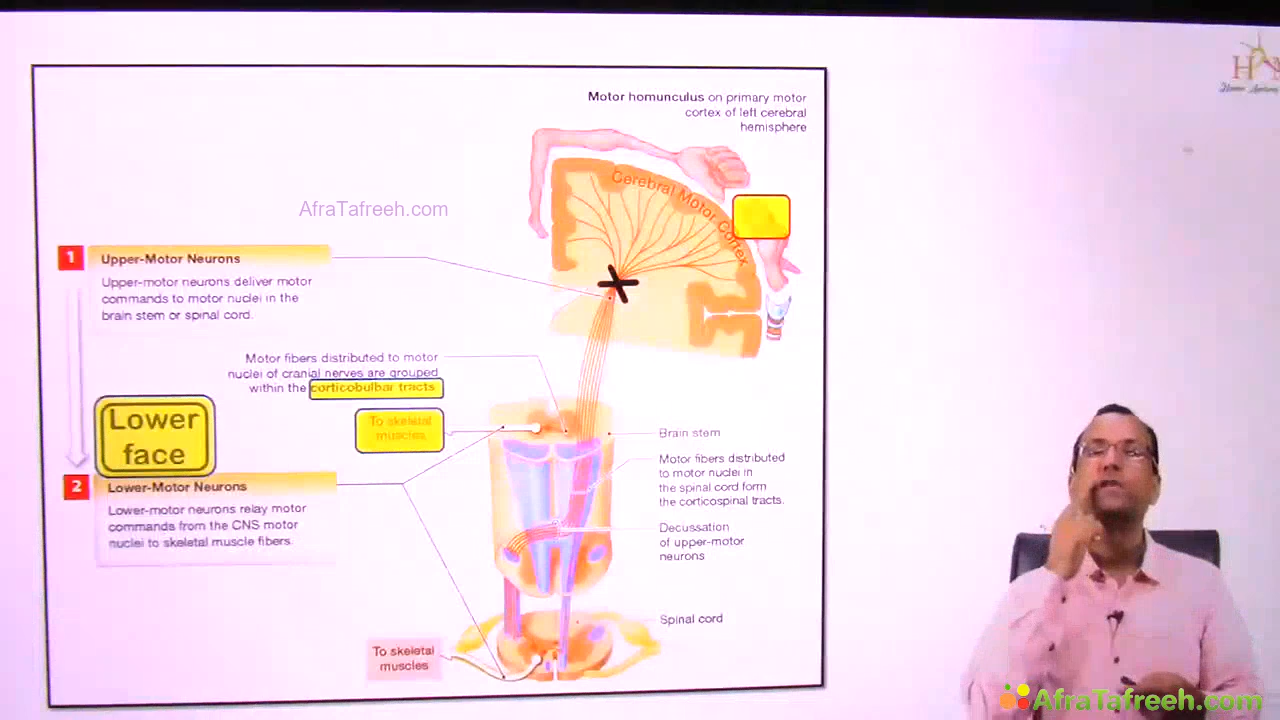 Motor homunculus on primary motor
cortex of left cerebral
hemisphere
Cerebral Motor Cortex
AfraTafreeh.com
1
Upper-Motor Neurons
Upper-motor neurons deliver motor
commands to motor nuclei in the
brain stem or spinal cord.
Motor fibers distributed to motor
nuclei of cranial nerves are grouped
within the corticobulbar tracts
To skeletal
muscles
Lower
face
Brain stem
Motor fibers distributed
to motor nuclei in
the spinal cord form
the corticospinal tracts.
2
Lower-Motor Neurons
Lower-motor neurons relay motor
commands from the CNS motor
nuclei to skeletal muscle fibers.
Decussation
of upper-motor
neurons
Spinal cord
To skeletal
muscles
AfraTafreeh.com